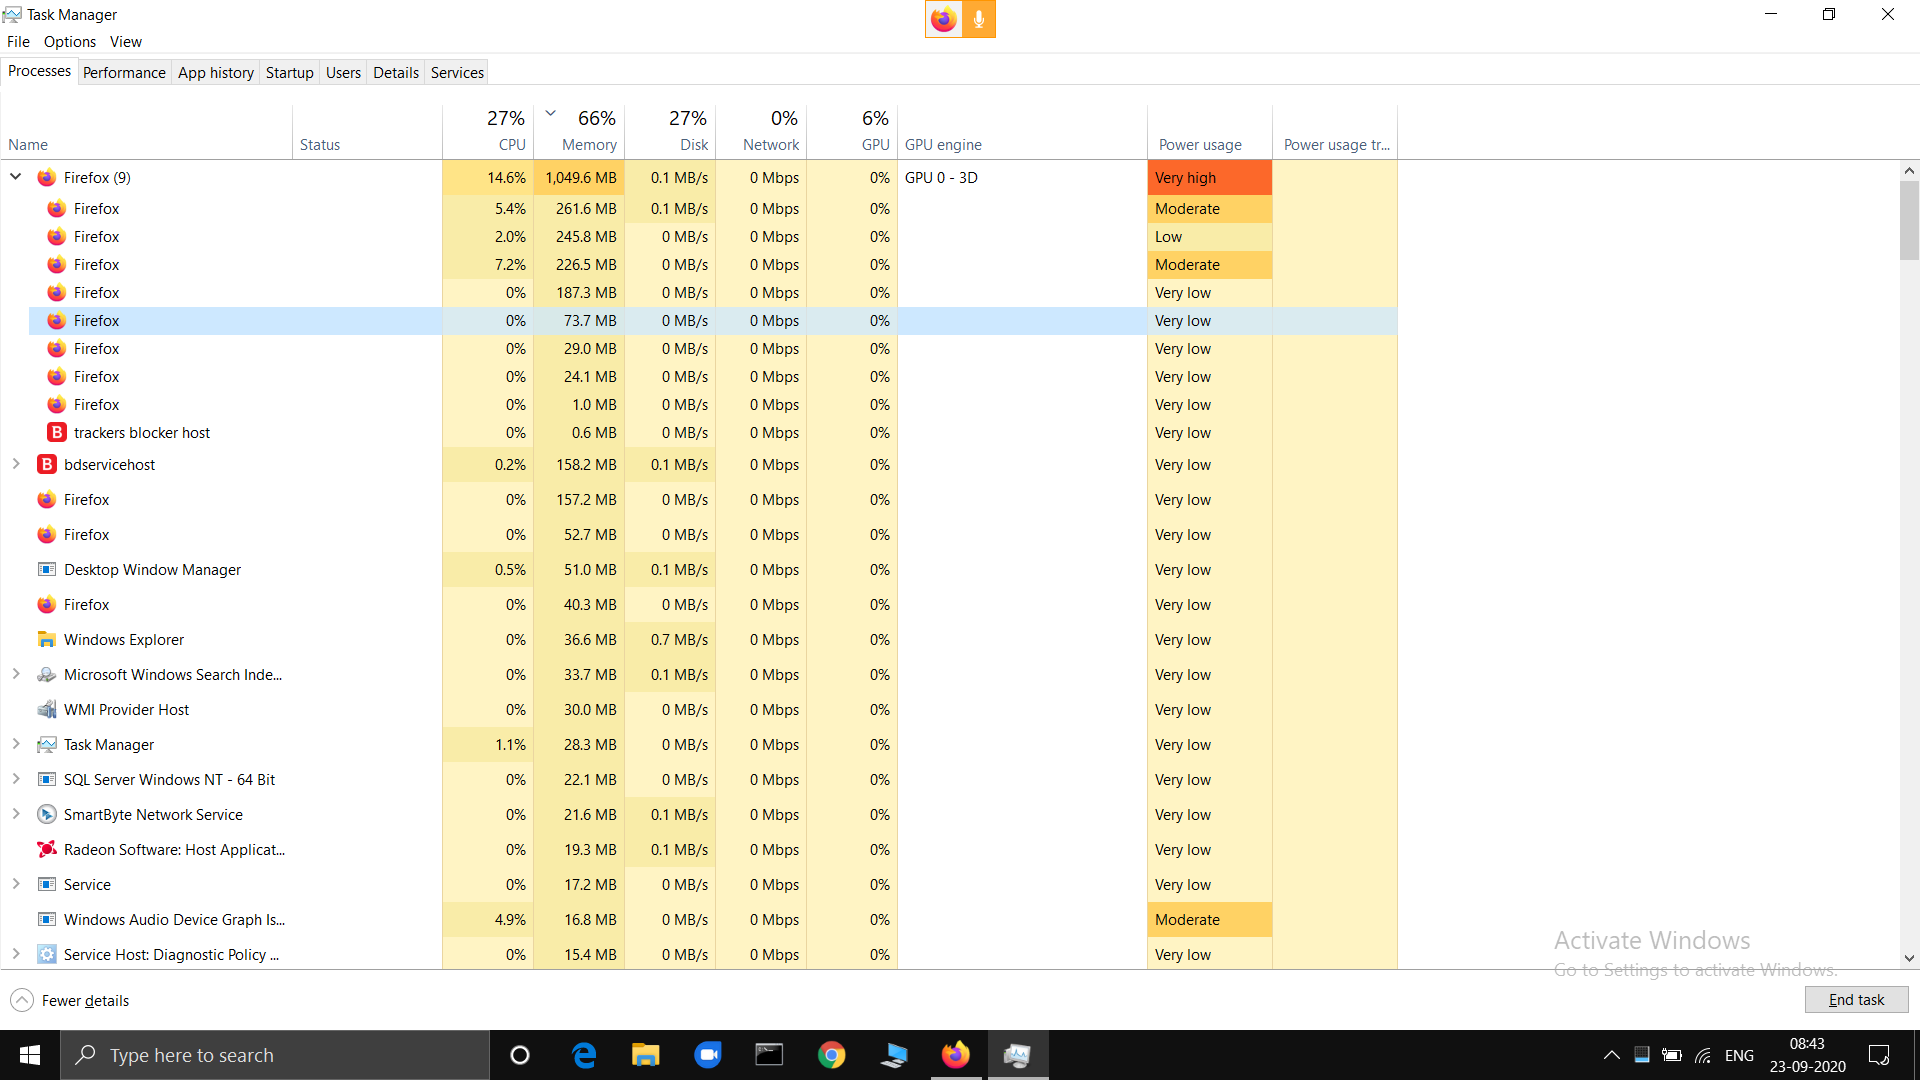 Task Manager
File Options View
Processes Performance App history Startup Users Details Services
27% 66% 27% 0% 6%
Name Status CPU Memory Disk Network GPU GPU engine Power usage Power usage tr...
Firefox (9) 14.6% 1,049.6 MB 0.1 MB/s 0 Mbps 0% GPU 0 - 3D Very high
Firefox 5.4% 261.6 MB 0.1 MB/s 0 Mbps 0% Moderate
Firefox 2.0% 245.8 MB 0 MB/s 0 Mbps 0% Low
Firefox 7.2% 226.5 MB 0 MB/s 0 Mbps 0% Moderate
Firefox 0% 187.3 MB 0 MB/s 0 Mbps 0% Very low
Firefox 0% 73.7 MB 0 MB/s 0 Mbps 0% Very low
Firefox 0% 29.0 MB 0 MB/s 0 Mbps 0% Very low
Firefox 0% 24.1 MB 0 MB/s 0 Mbps 0% Very low
Firefox 0% 1.0 MB 0 MB/s 0 Mbps 0% Very low
B trackers blocker host 0% 0.6 MB 0 MB/s 0 Mbps 0% Very low
B bdservicehost 0.2% 158.2 MB 0.1 MB/s 0 Mbps 0% Very low
Firefox 0% 157.2 MB 0 MB/s 0 Mbps 0% Very low
Firefox 0% 52.7 MB 0 MB/s 0 Mbps 0% Very low
Desktop Window Manager 0.5% 51.0 MB 0.1 MB/s 0 Mbps 0% Very low
Firefox 0% 40.3 MB 0 MB/s 0 Mbps 0% Very low
Windows Explorer 0% 36.6 MB 0.7 MB/s 0 Mbps 0% Very low
Microsoft Windows Search Inde... 0% 33.7 MB 0.1 MB/s 0 Mbps 0% Very low
WMI Provider Host 0% 30.0 MB 0 MB/s 0 Mbps 0% Very low
Task Manager 1.1% 28.3 MB 0 MB/s 0 Mbps 0% Very low
SQL Server Windows NT - 64 Bit 0% 22.1 MB 0 MB/s 0 Mbps 0% Very low
SmartByte Network Service 0% 21.6 MB 0.1 MB/s 0 Mbps 0% Very low
Radeon Software: Host Applicat... 0% 19.3 MB 0.1 MB/s 0 Mbps 0% Very low
Service 0% 17.2 MB 0 MB/s 0 Mbps 0% Very low
Windows Audio Device Graph Is... 4.9% 16.8 MB 0 MB/s 0 Mbps 0% Moderate
Service Host: Diagnostic Policy ... 0% 15.4 MB 0 MB/s 0 Mbps 0% Very low
Activate Windows
Go to Settings to activate Windows.
Fewer details
End task
Type here to search
ENG
08:43
23-09-2020